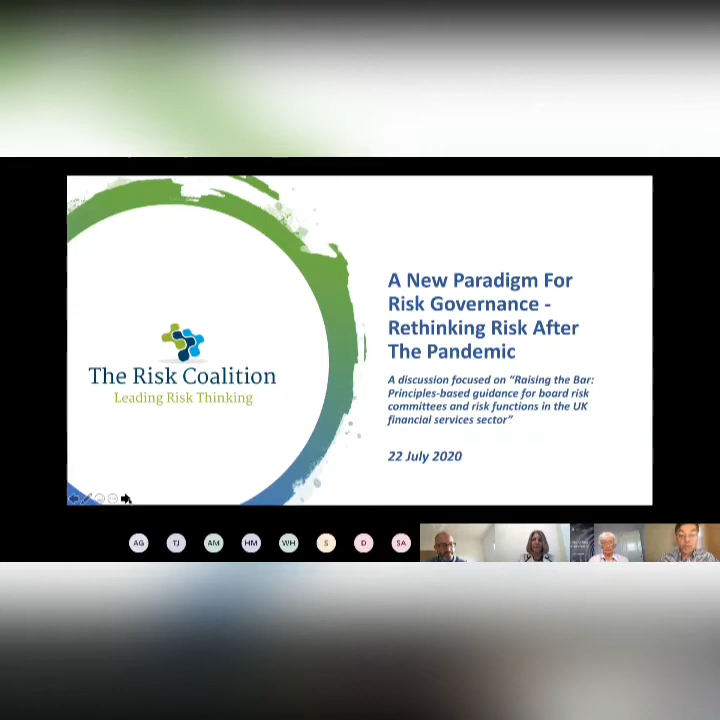 A New Paradigm For
Risk Governance -
Rethinking Risk After
The Pandemic
The Risk Coalition
Leading Risk Thinking
A discussion focused on “Raising the Bar:
Principles-based guidance for board risk
committees and risk functions in the UK
financial services sector”
22 July 2020
AG TJ AM HM WH S D SA